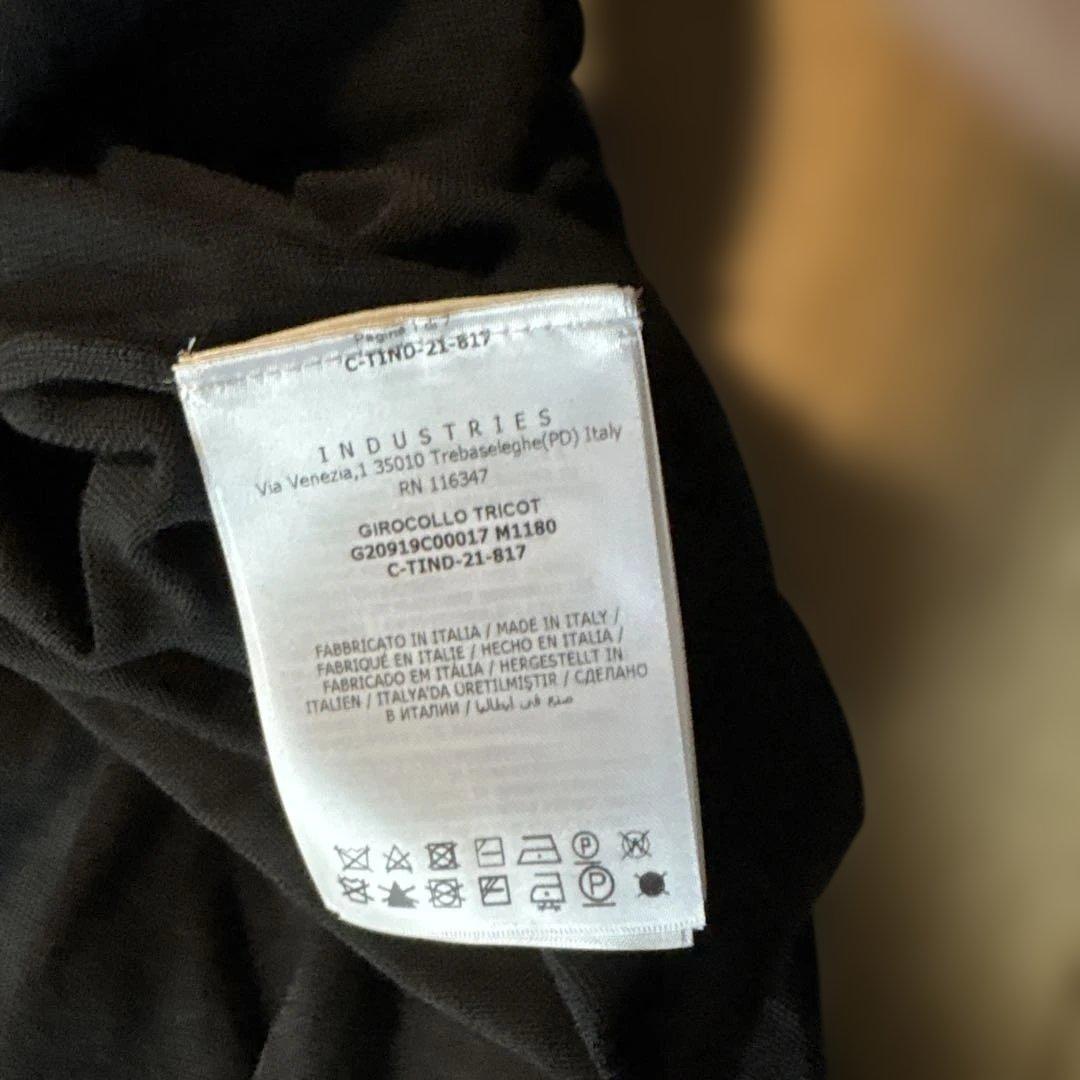 C-TIND-21-817
INDUSTRIES
Via Venezia,1 35010 Trebaseleghe(PD) Italy
RN 116347
GIROCOLLO TRICOT
G20919C00017 M1180
C-TIND-21-817
FABBRICATO IN ITALIA / MADE IN ITALY /
FABRIQUÉ EN ITALIE / HECHO EN ITALIA /
FABRICADO EM ITÁLIA / HERGESTELLT IN
ITALIEN / ITALYA'DA ÜRETILMIŞTIR / СДЕЛАНО
В ИТАЛИИ / صنع في ايطاليا
P
W
P